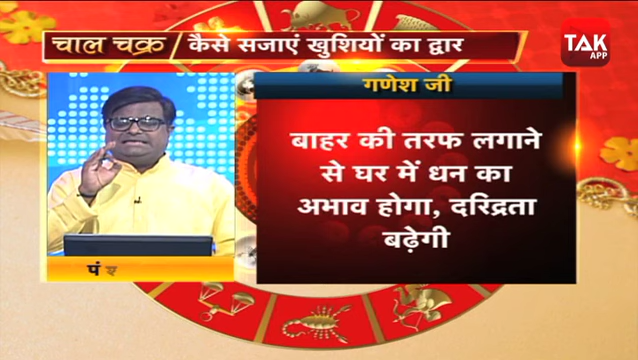 चाल चक्र / कैसे सजाएं खुशियों का द्वार
TAK
APP
गणेश जी
बाहर की तरफ लगाने
से घर में धन का
अभाव होगा, दरिद्रता
बढ़ेगी
पं